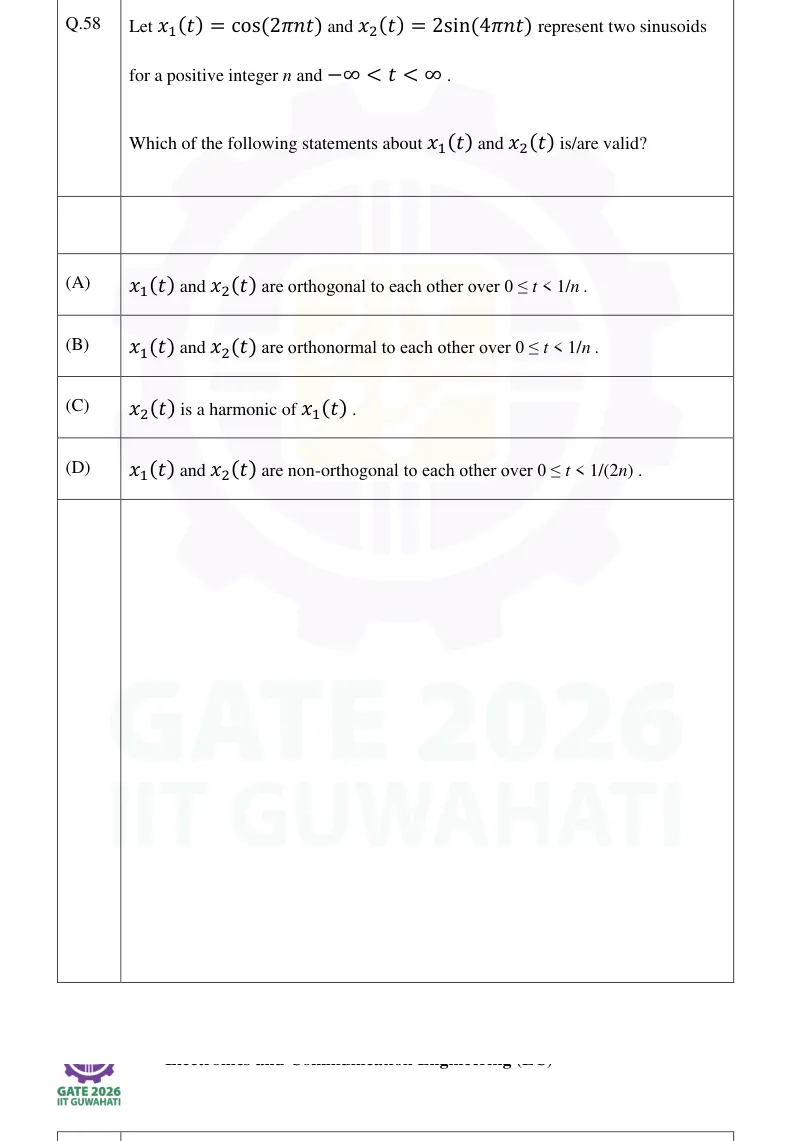 Q.58 Let 𝑥₁(𝑡) = cos(2𝜋𝑛𝑡) and 𝑥₂(𝑡) = 2sin(4𝜋𝑛𝑡) represent two sinusoids
for a positive integer n and −∞ < 𝑡 < ∞ .
Which of the following statements about 𝑥₁(𝑡) and 𝑥₂(𝑡) is/are valid?
(A) 𝑥₁(𝑡) and 𝑥₂(𝑡) are orthogonal to each other over 0 ≤ t < 1/n .
(B) 𝑥₁(𝑡) and 𝑥₂(𝑡) are orthonormal to each other over 0 ≤ t < 1/n .
(C) 𝑥₂(𝑡) is a harmonic of 𝑥₁(𝑡) .
(D) 𝑥₁(𝑡) and 𝑥₂(𝑡) are non-orthogonal to each other over 0 ≤ t < 1/(2n) .
GATE 2026
IIT GUWAHATI
GATE 2026
IIT GUWAHATI